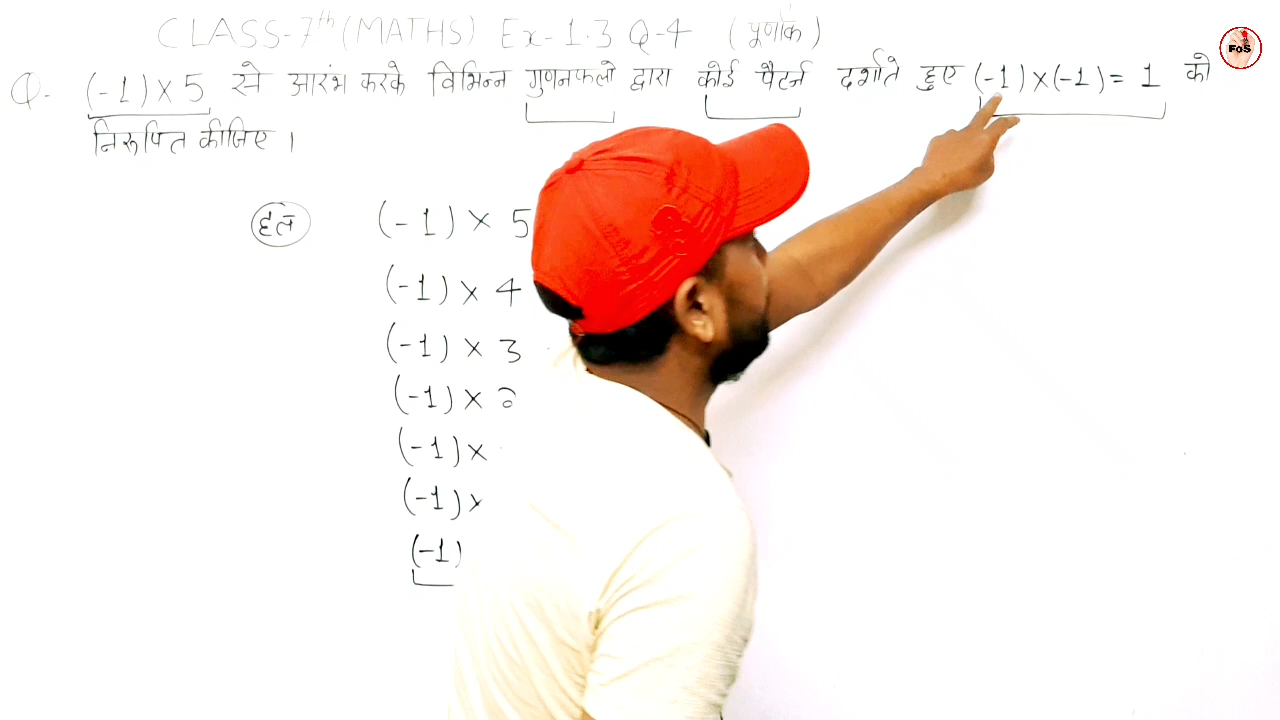 CLASS-7th (MATHS) Ex-1.3 Q-4 (पूर्णांक)
Q- (-1)×5 से आरंभ करके विभिन्न गुणनफलो द्वारा कोई पैटर्न दर्शाते हुए (-1)×(-1)= 1 को
निरूपित कीजिए ।
हल (-1) × 5
(-1) × 4
(-1) × 3
(-1) ×
(-1) ×
(-1) ×
(-1)
FoS